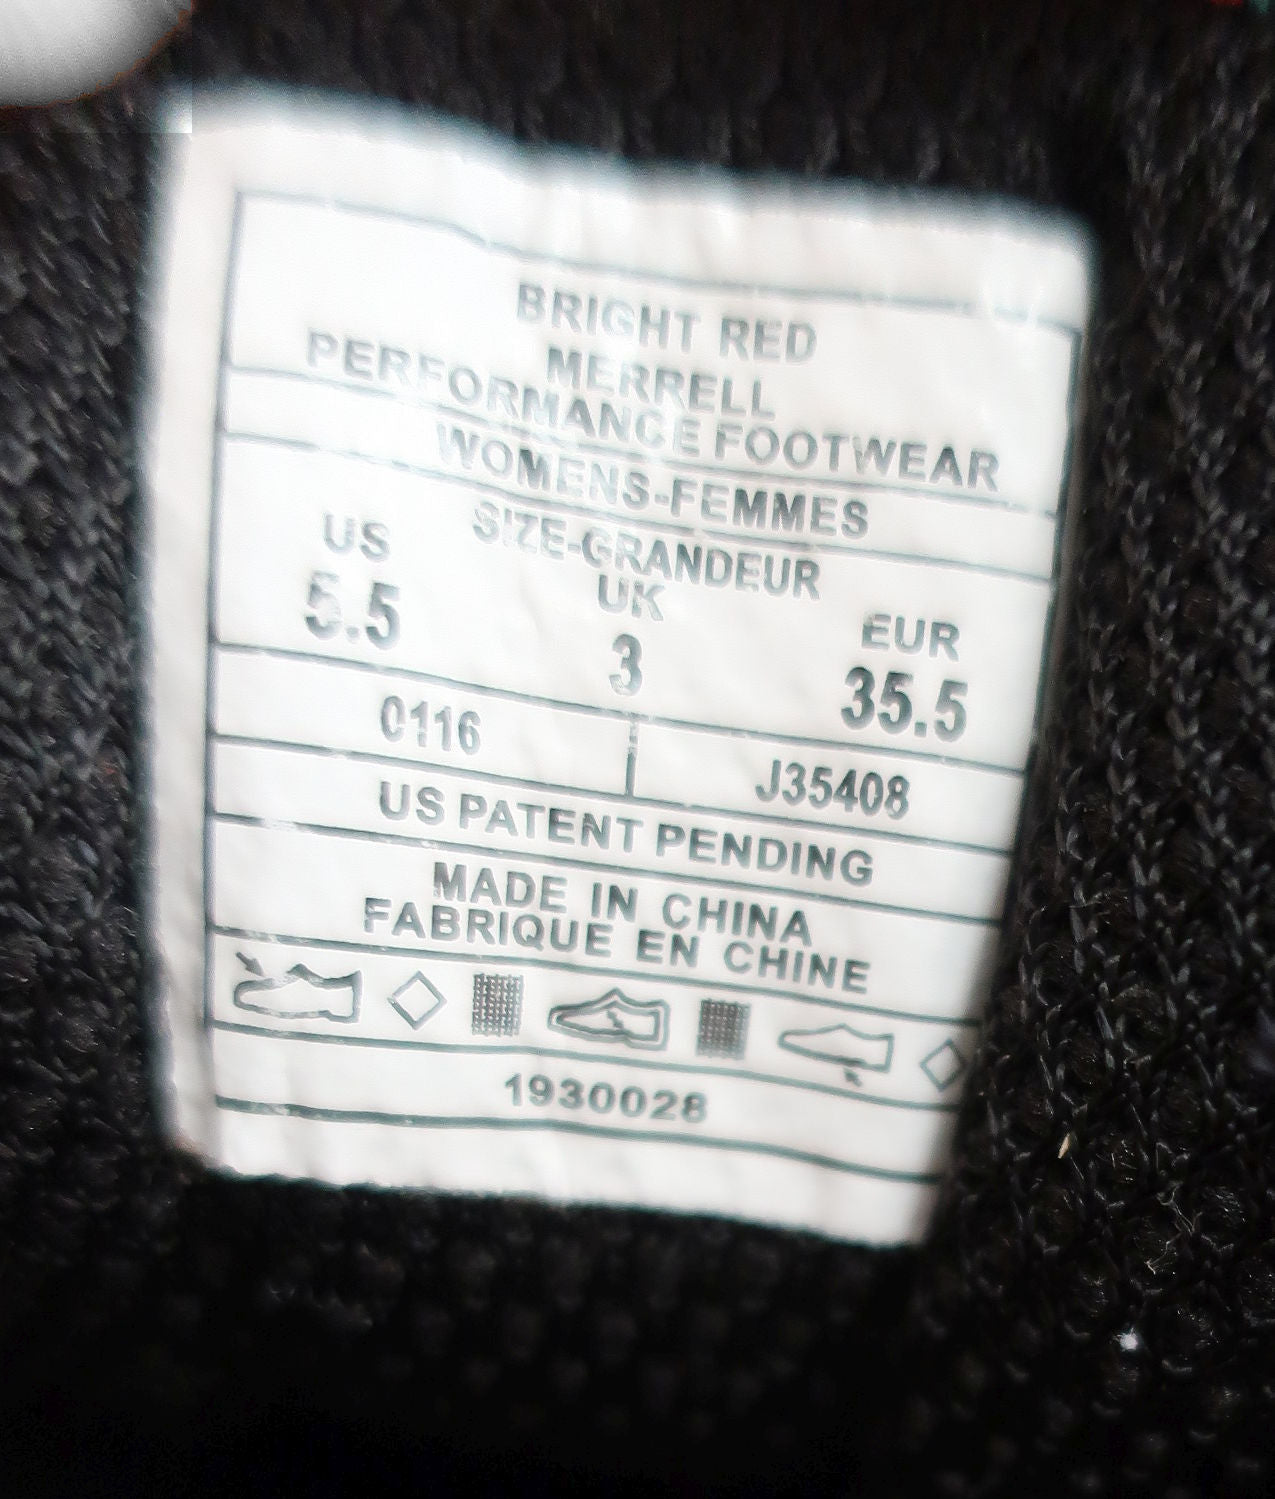 BRIGHT RED
MERRELL
PERFORMANCE FOOTWEAR
WOMENS-FEMMES
SIZE-GRANDEUR
US UK EUR
5.5 3 35.5
0116 J35408
US PATENT PENDING
MADE IN CHINA
FABRIQUE EN CHINE
1930028